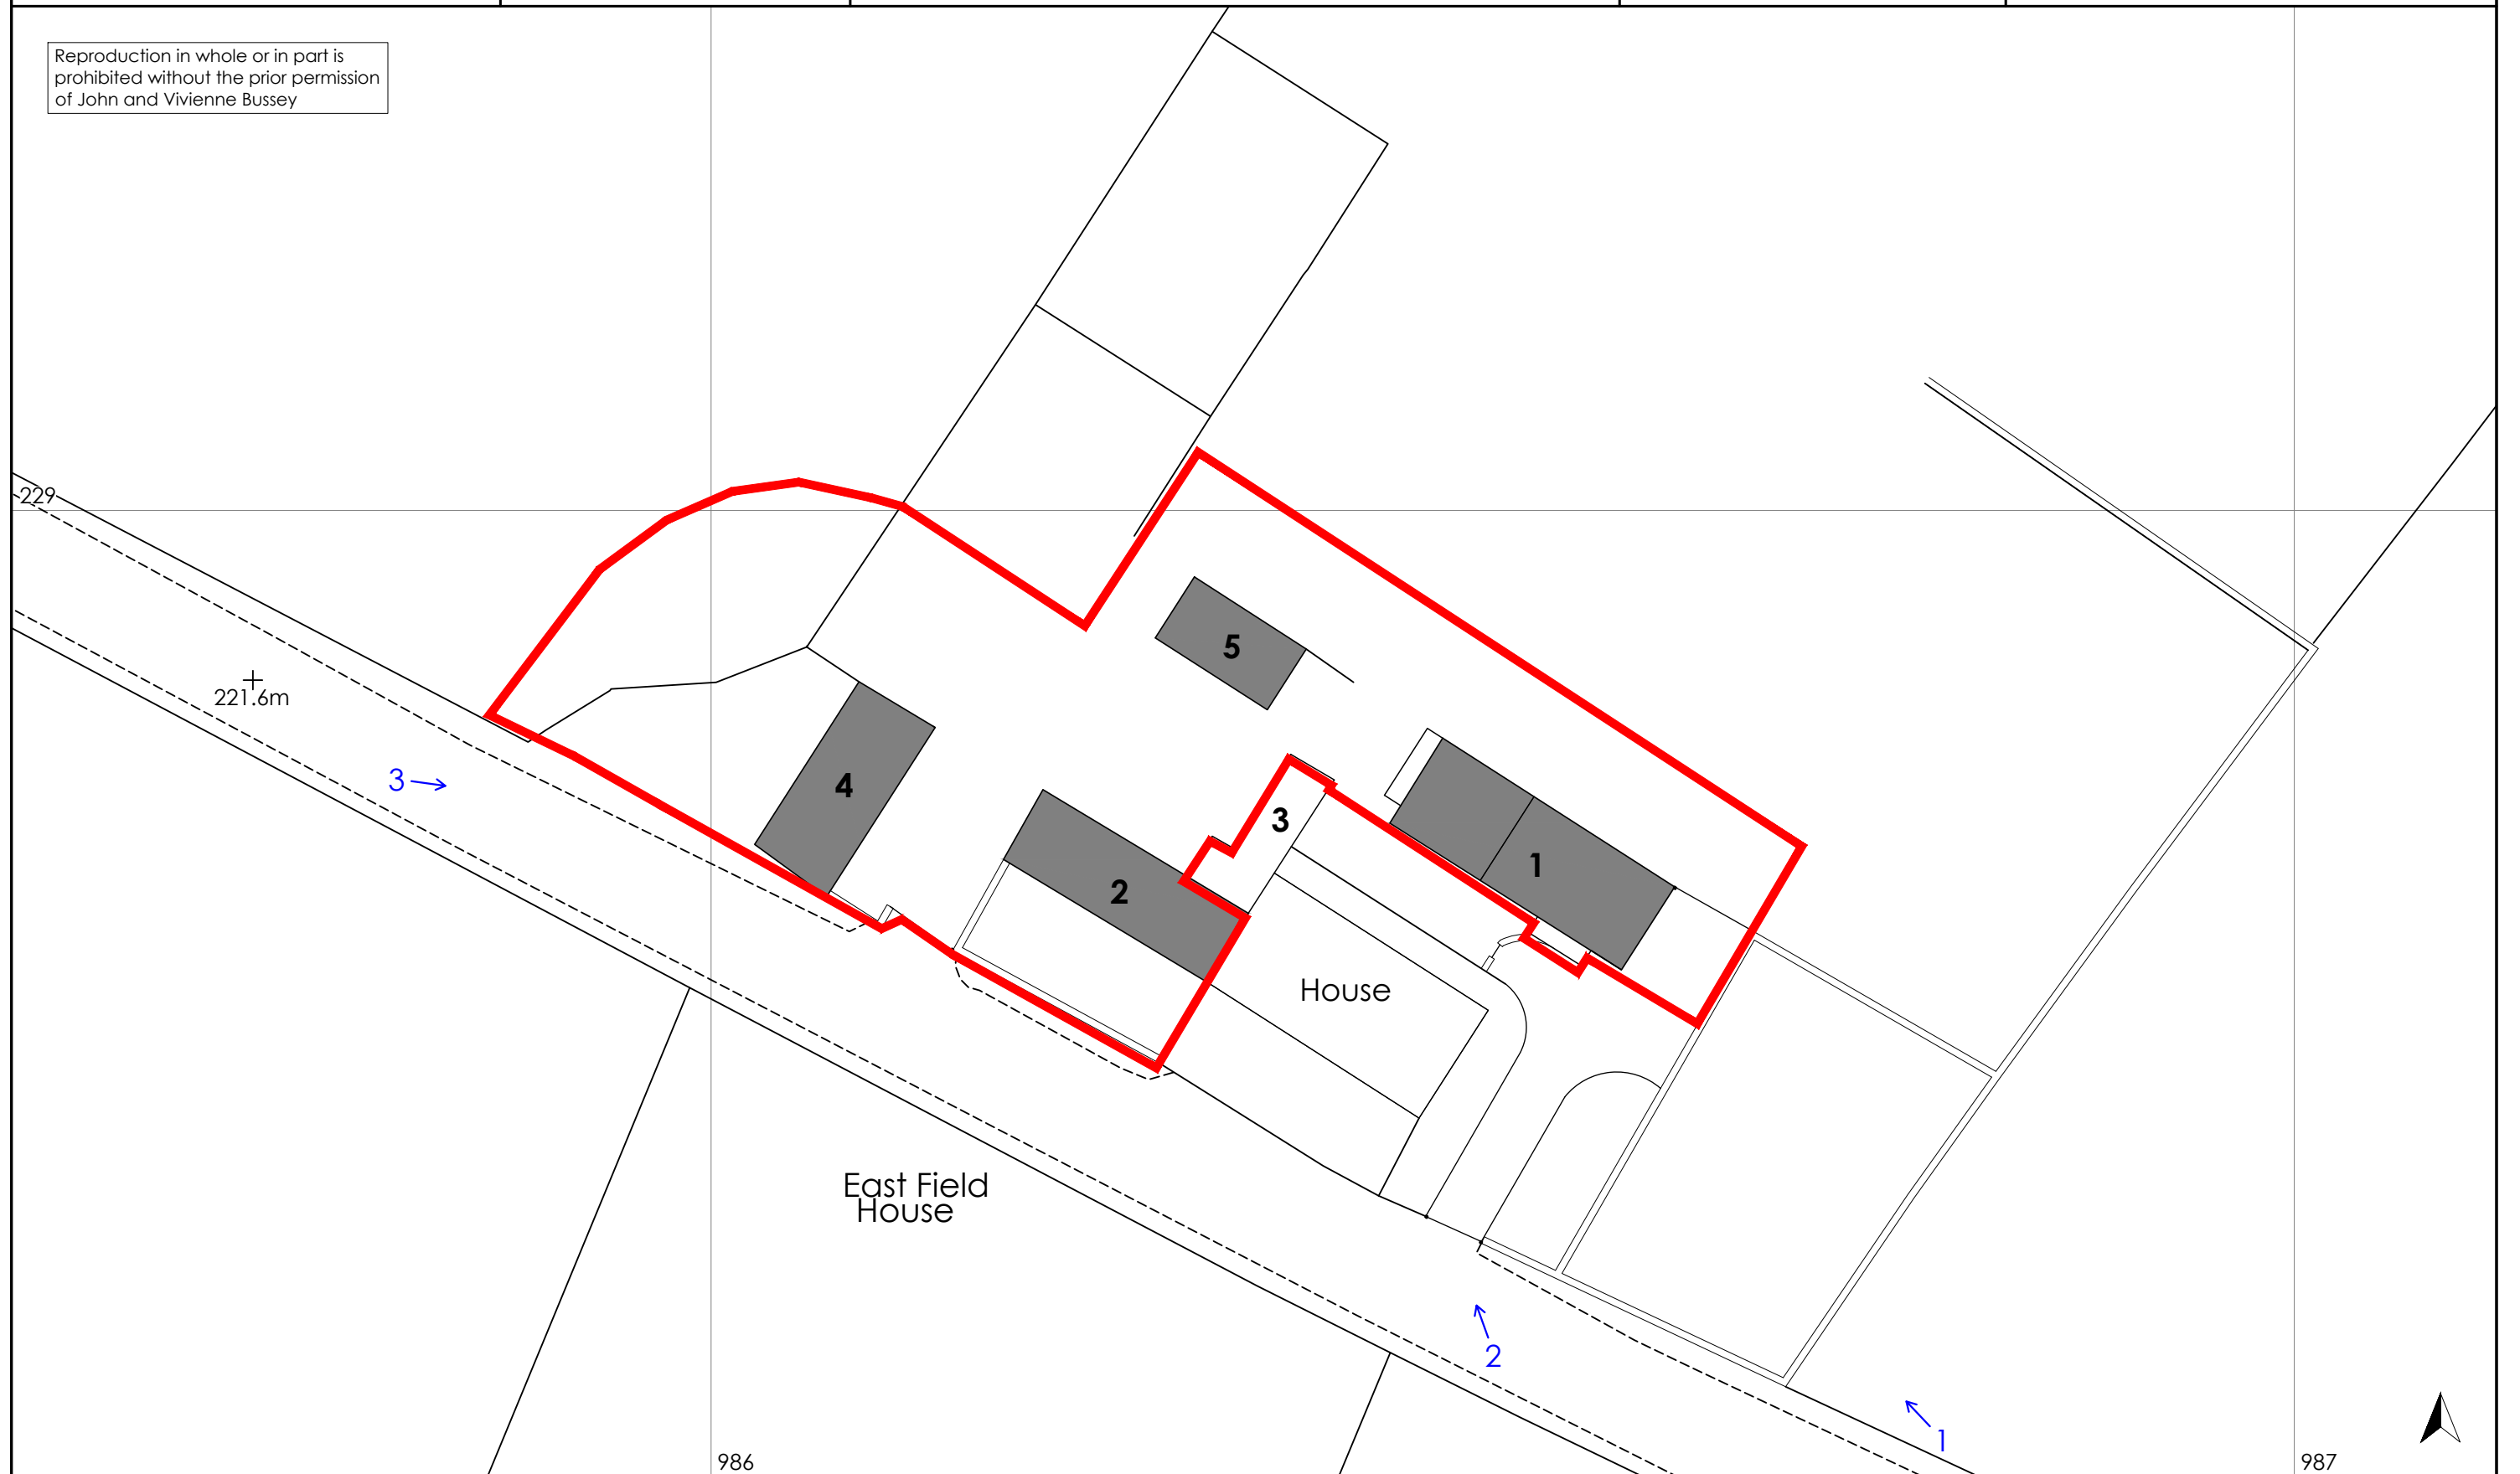 Reproduction in whole or in part is
prohibited without the prior permission
of John and Vivienne Bussey
229
5
221.6m
3
4
3
1
2
House
East Field
House
2
1
986
987